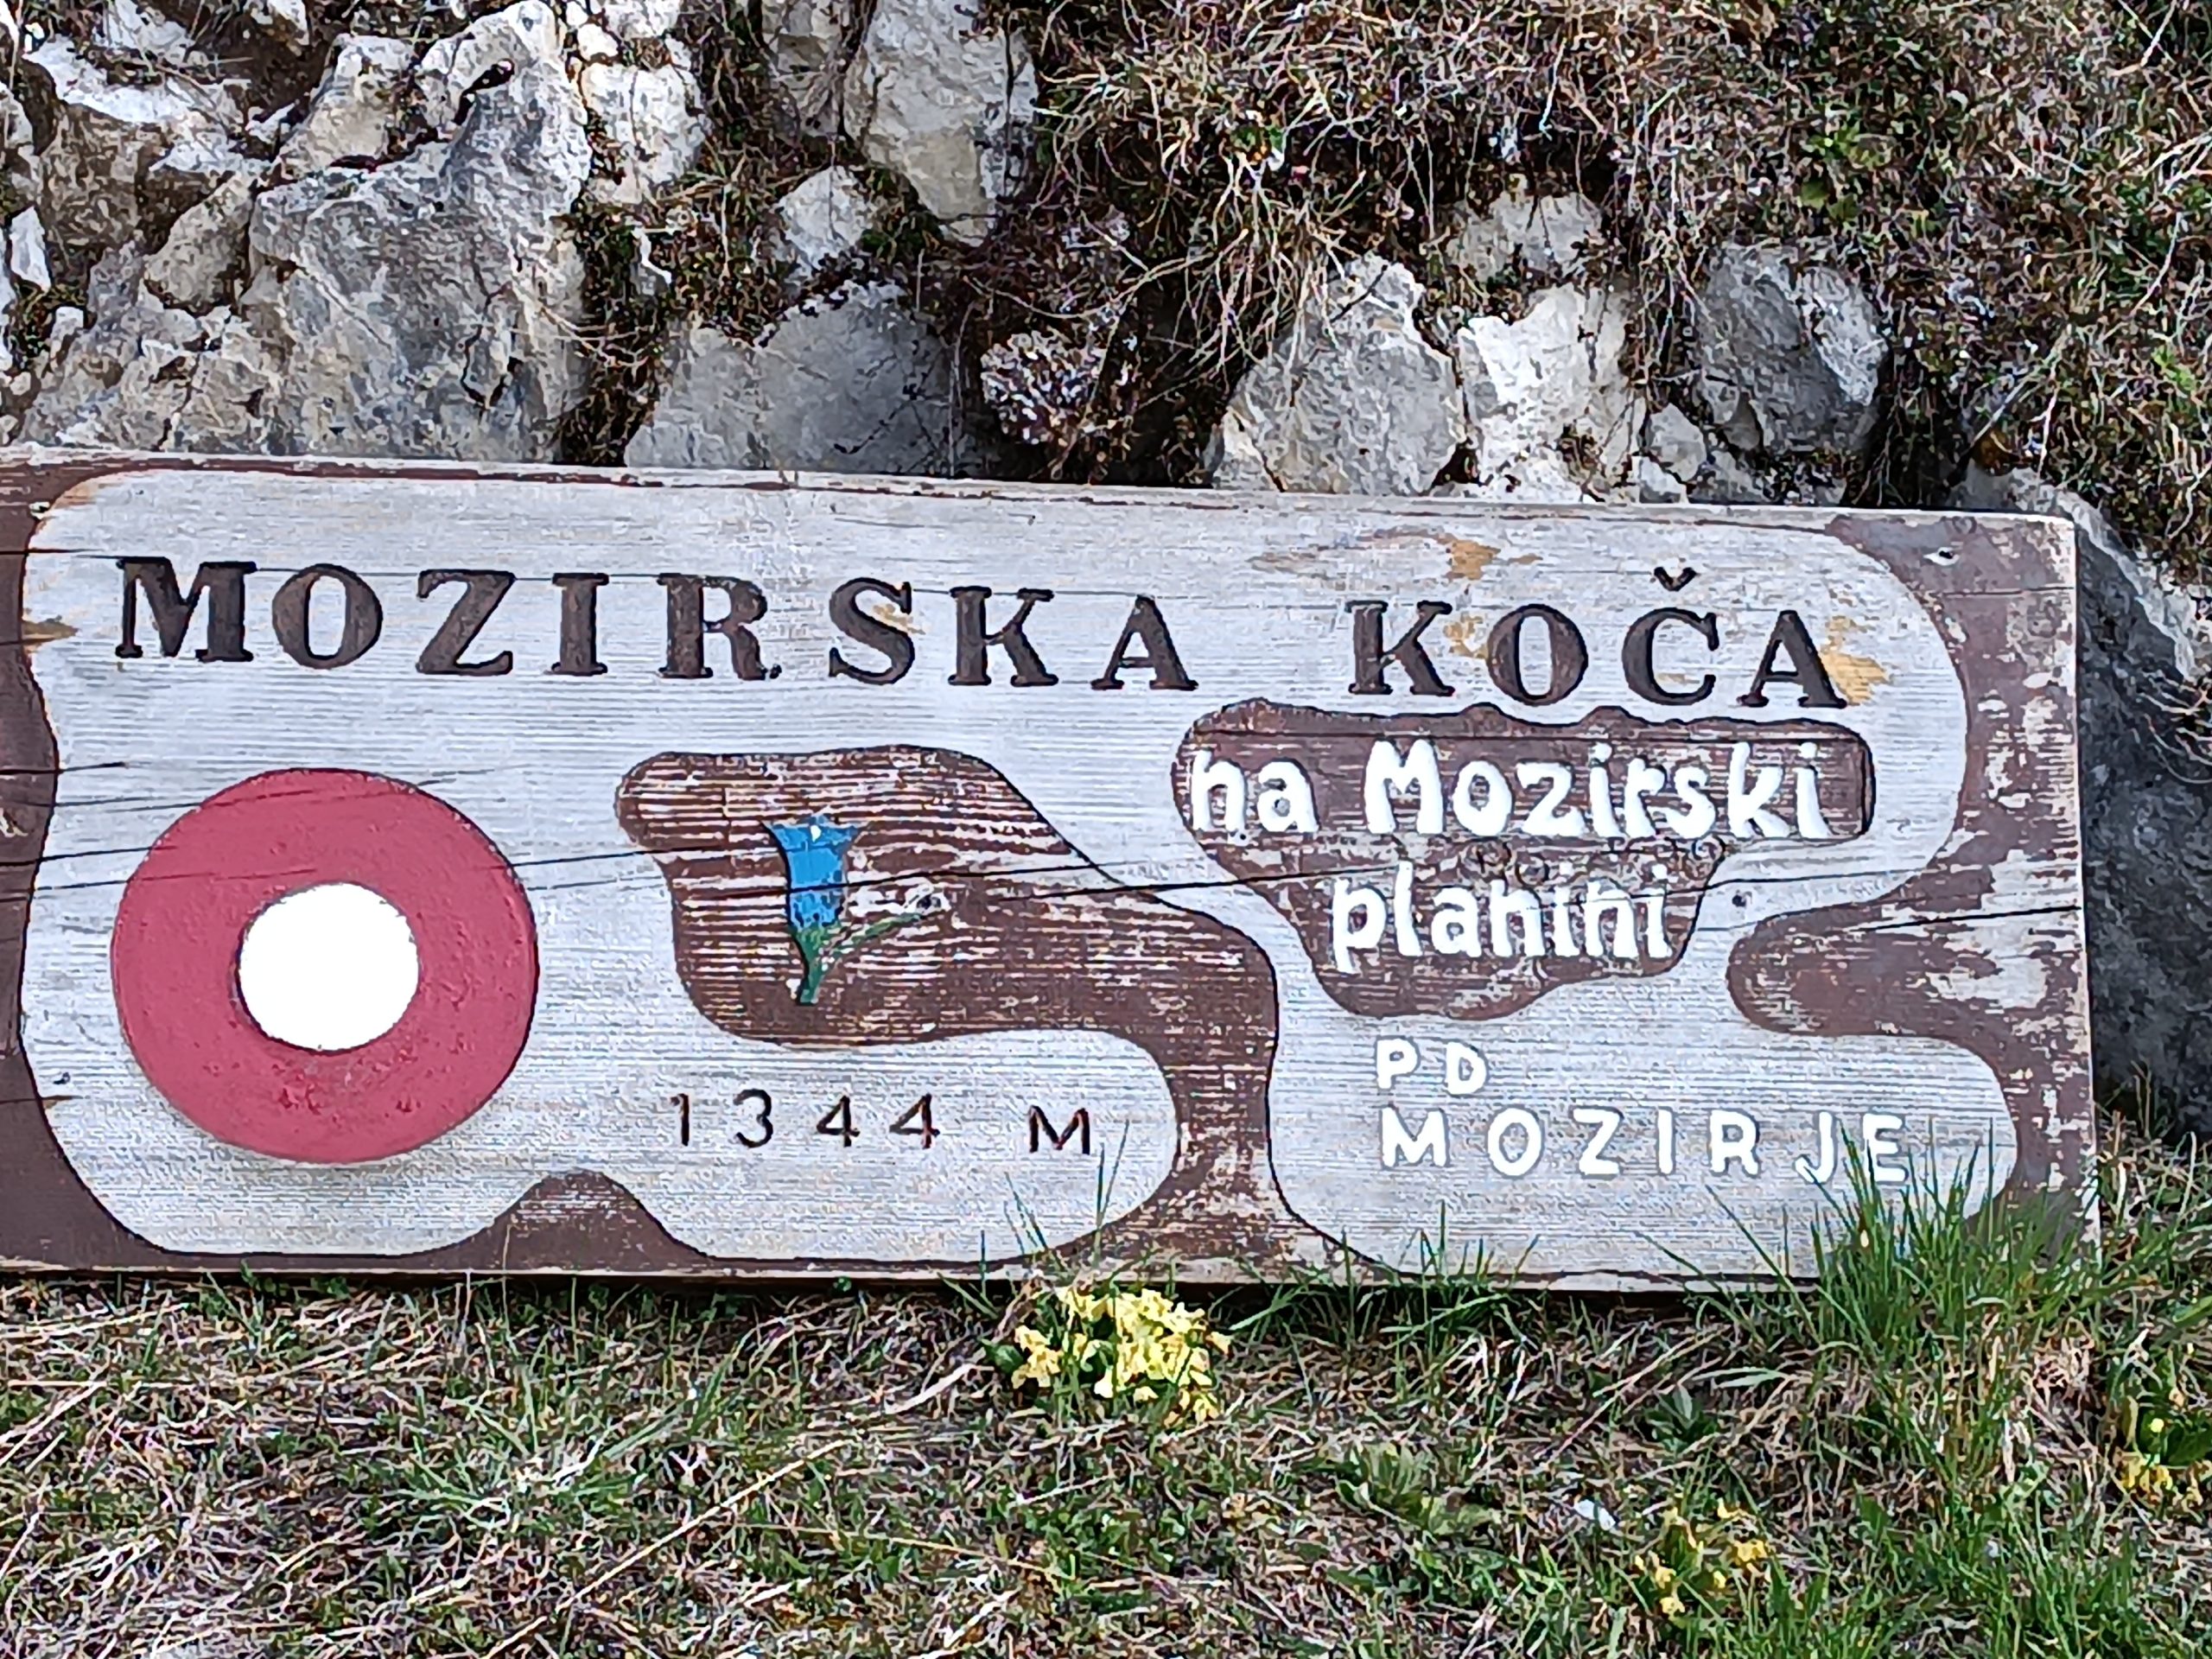 MOZIRSKA KOČA
na Mozirski
planini
1344 M
PD
MOZIRJE